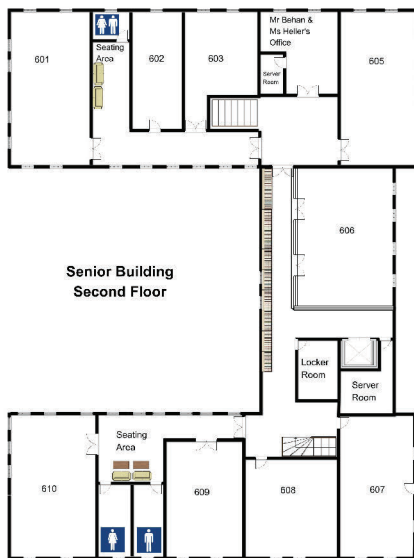 601
Seating
Area
602
603
Mr Behan &
Ms Heller's
Office
Server
Room
605
606
Senior Building
Second Floor
Locker
Room
Server
Room
610
Seating
Area
609
608
607